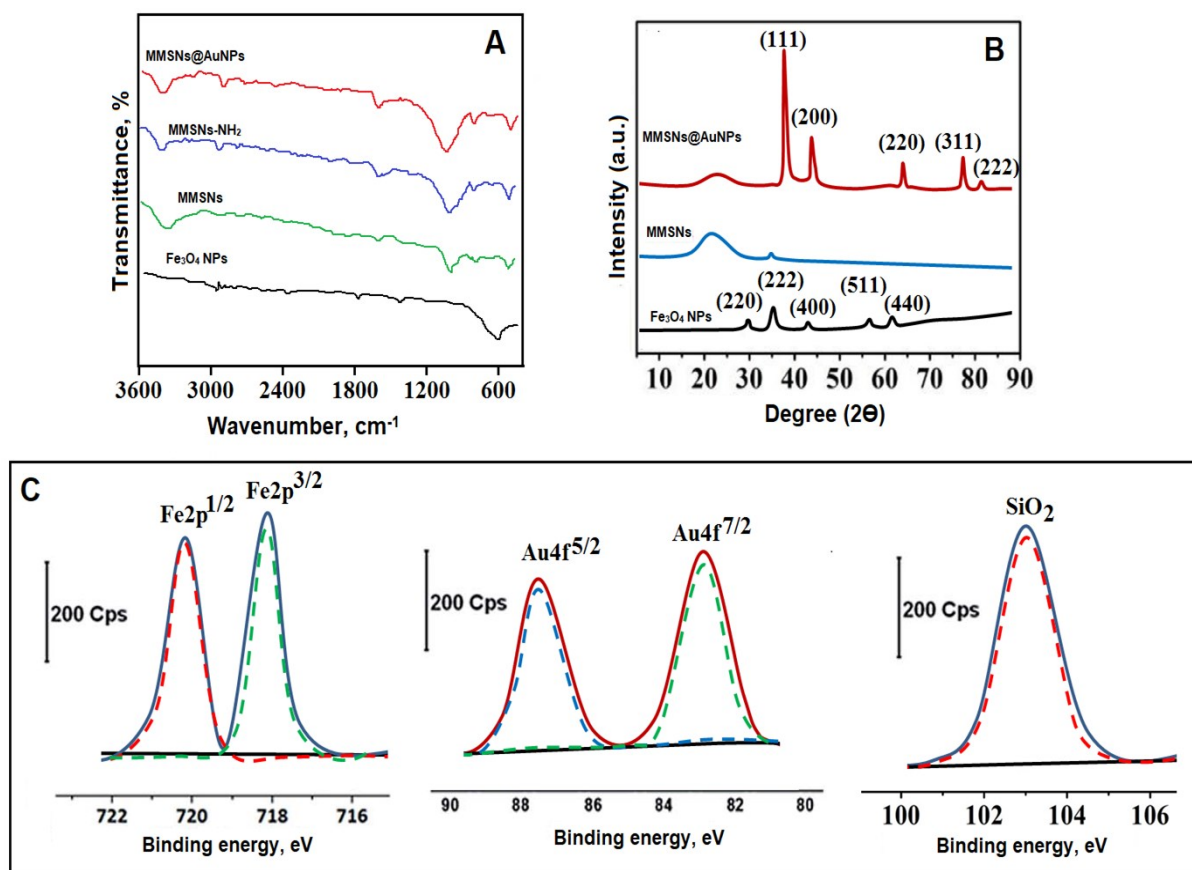 A
MMSNs@AuNPs
MMSNs-NH₂
MMSNs
Fe₃O₄ NPs
Transmittance, %
3600 3000 2400 1800 1200 600
Wavenumber, cm⁻¹
B
(111)
(200)
(220)
(311)
(222)
MMSNs@AuNPs
MMSNs
(222)
(511)
(220)
(400)
(440)
Fe₃O₄ NPs
Intensity (a.u.)
10 20 30 40 50 60 70 80 90
Degree (2Θ)
C
Fe2p1/2
Fe2p3/2
200 Cps
722 720 718 716
Binding energy, eV
Au4f5/2
Au4f7/2
200 Cps
90 88 86 84 82 80
Binding energy, eV
SiO₂
200 Cps
100 102 104 106
Binding energy, eV